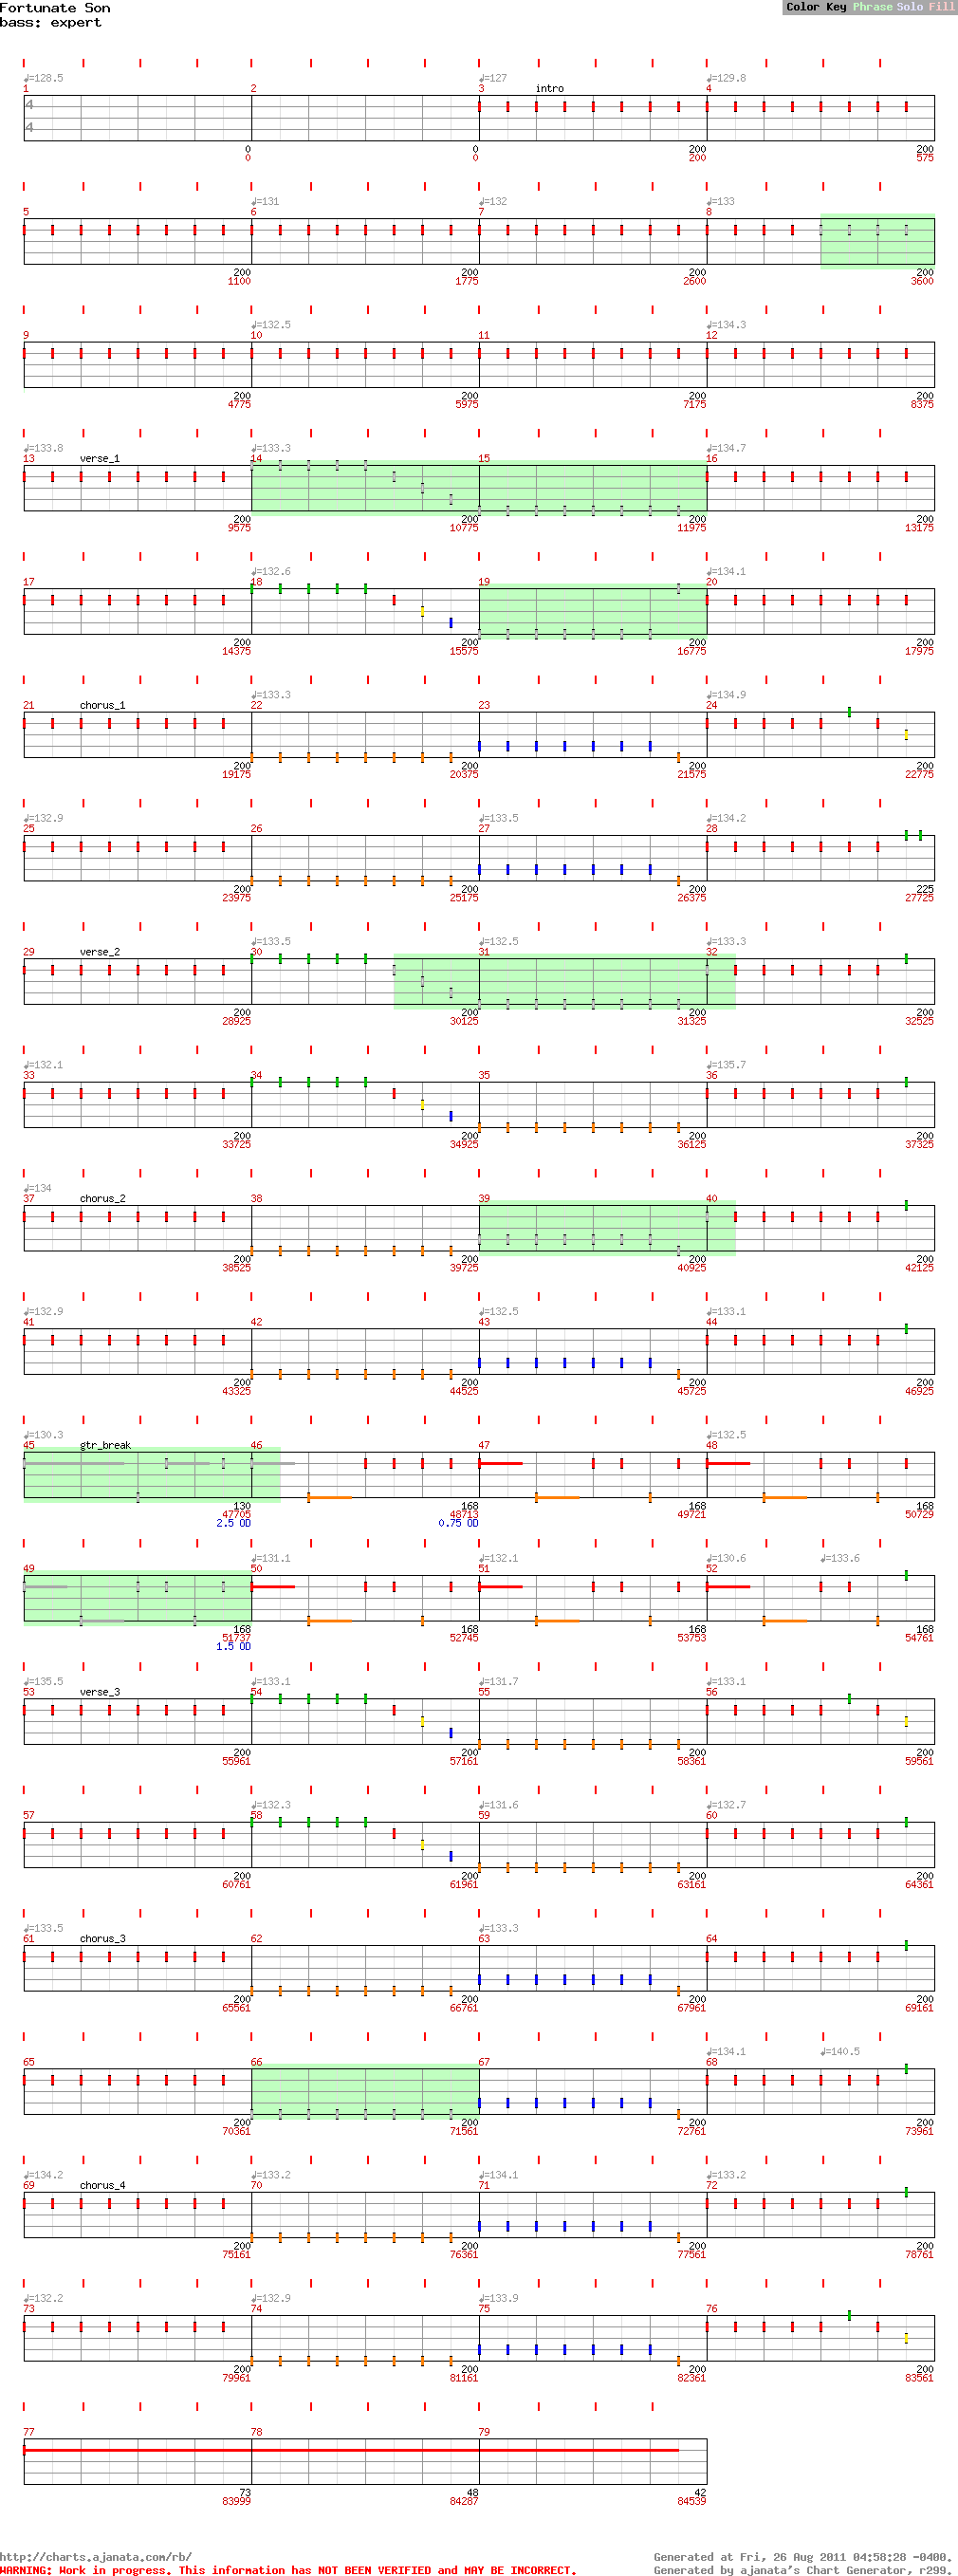 Fortunate Son
bass: expert
Color Key Phrase Solo Fill
♩=128.5 ♩=127 ♩=129.8
1 2 3 intro 4
4
4
0 0 200 200
0 0 200 575
♩=131 ♩=132 ♩=133
5 6 7 8
200 200 200 200
1100 1775 2600 3600
♩=132.5 ♩=134.3
9 10 11 12
200 200 200 200
4775 5975 7175 8375
♩=133.8 ♩=133.3 ♩=134.7
13 verse_1 14 15 16
200 200 200 200
9575 10775 11975 13175
♩=132.6 ♩=134.1
17 18 19 20
200 200 200 200
14375 15575 16775 17975
♩=133.3 ♩=134.9
21 chorus_1 22 23 24
200 200 200 200
19175 20375 21575 22775
♩=132.9 ♩=133.5 ♩=134.2
25 26 27 28
200 200 200 225
23975 25175 26375 27725
♩=133.5 ♩=132.5 ♩=133.3
29 verse_2 30 31 32
200 200 200 200
28925 30125 31325 32525
♩=132.1 ♩=135.7
33 34 35 36
200 200 200 200
33725 34925 36125 37325
♩=134
37 chorus_2 38 39 40
200 200 200 200
38525 39725 40925 42125
♩=132.9 ♩=132.5 ♩=133.1
41 42 43 44
200 200 200 200
43325 44525 45725 46925
♩=130.3 ♩=132.5
45 gtr_break 46 47 48
130 168 168 168
47705 48713 49721 50729
2.5 OD 0.75 OD
♩=131.1 ♩=132.1 ♩=130.6 ♩=133.6
49 50 51 52
168 168 168 168
51737 52745 53753 54761
1.5 OD
♩=135.5 ♩=133.1 ♩=131.7 ♩=133.1
53 verse_3 54 55 56
200 200 200 200
55961 57161 58361 59561
♩=132.3 ♩=131.6 ♩=132.7
57 58 59 60
200 200 200 200
60761 61961 63161 64361
♩=133.5 ♩=133.3
61 chorus_3 62 63 64
200 200 200 200
65561 66761 67961 69161
♩=134.1 ♩=140.5
65 66 67 68
200 200 200 200
70361 71561 72761 73961
♩=134.2 ♩=133.2 ♩=134.1 ♩=133.2
69 chorus_4 70 71 72
200 200 200 200
75161 76361 77561 78761
♩=132.2 ♩=132.9 ♩=133.9
73 74 75 76
200 200 200 200
79961 81161 82361 83561
77 78 79
73 48 42
83999 84287 84539
http://charts.ajanata.com/rb/ Generated at Fri, 26 Aug 2011 04:58:28 -0400.
WARNING: Work in progress. This information has NOT BEEN VERIFIED and MAY BE INCORRECT. Generated by ajanata's Chart Generator, r299.